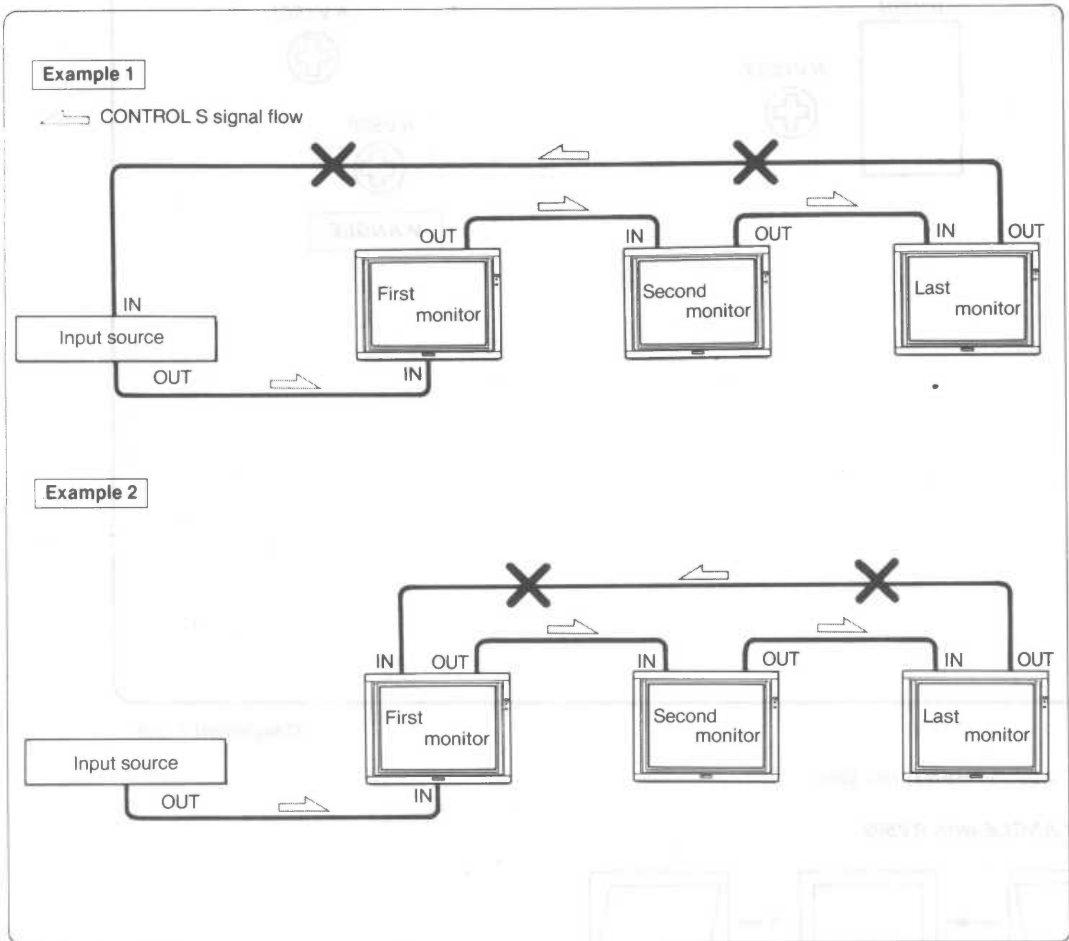 Example 1
CONTROL S signal flow
OUT
IN
OUT
IN
OUT
First
monitor
Second
monitor
Last
monitor
IN
Input source
OUT
IN
Example 2
IN
OUT
IN
OUT
IN
OUT
First
monitor
Second
monitor
Last
monitor
Input source
OUT
IN